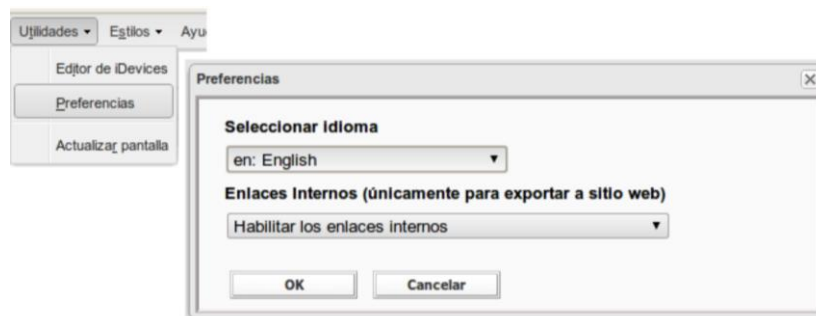 Utilidades Estilos Ayu
Editor de iDevices
Preferencias
Actualizar pantalla
Preferencias
Seleccionar idioma
en: English
Enlaces Internos (únicamente para exportar a sitio web)
Habilitar los enlaces internos
OK Cancelar